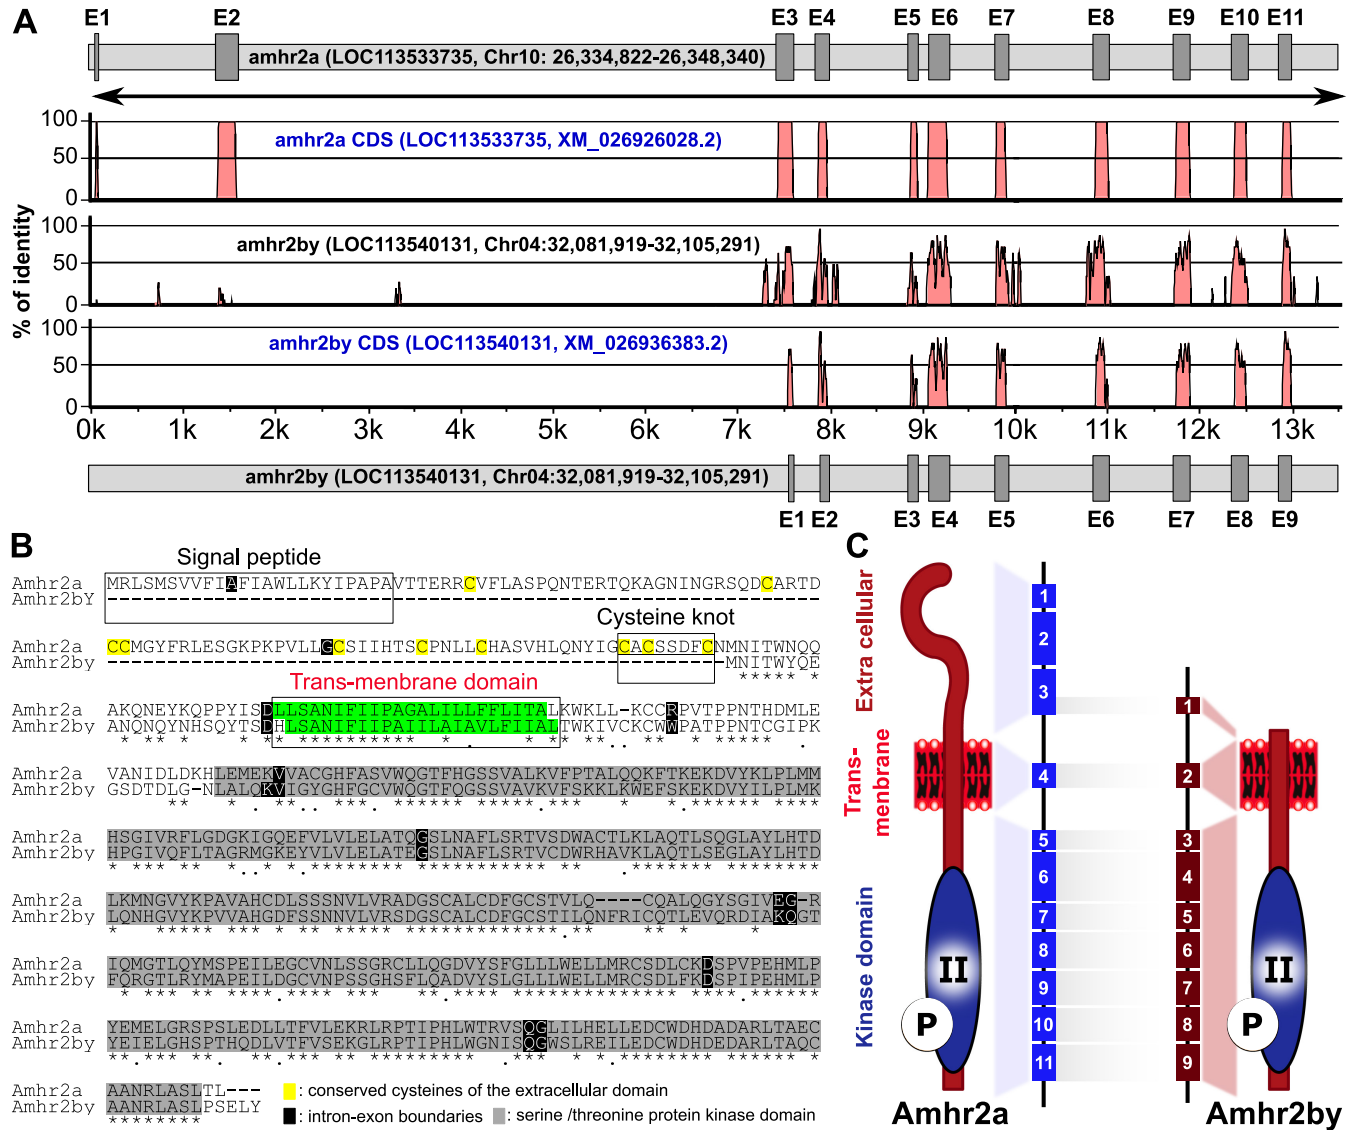 A
E1 E2 E3 E4 E5 E6 E7 E8 E9 E10 E11
amhr2a (LOC113533735, Chr10: 26,334,822-26,348,340)
% of identity
100
50
0
amhr2a CDS (LOC113533735, XM_026926028.2)
100
50
0
amhr2by (LOC113540131, Chr04:32,081,919-32,105,291)
100
50
0
amhr2by CDS (LOC113540131, XM_026936383.2)
0k 1k 2k 3k 4k 5k 6k 7k 8k 9k 10k 11k 12k 13k
amhr2by (LOC113540131, Chr04:32,081,919-32,105,291)
E1 E2 E3 E4 E5 E6 E7 E8 E9
B
Signal peptide
Amhr2a MRLSMSVVFIAFIAWLLKYIPAPAVTTERRCVFLASPQNTERTQKAGNINGRSQDCARTD
Amhr2bY
Cysteine knot
Amhr2a CCMGYFRLESGKPKPVLLGCSIIHTSCPNLLCHASVHLQNYIGCACSSDFCNMNITWNQQ
Amhr2by MNITWYQE
Trans-menbrane domain
Amhr2a AKQNEYKQPPYISDLLSANIFIIPAGALILLFFLITALKWKLL-KCCRPVTPPNTHDMLE
Amhr2by ANQNQYNHSQYTSDHLSANIFIIPAIILAIAVLFIIALTWKIVCKCWWPATPPNTCGIPK
Amhr2a VANIDLDKHLEMEKVVACGHFASVWQGTFHGSSVALKVFPTALQQKFTKEKDVYKLPLMM
Amhr2by GSDTDLG-NLALQKVIGYGHFGCVWQGTFQGSSVAVKVFSKKLKWEFSKEKDVYILPLMK
Amhr2a HSGIVRFLGDGKIGQEFVLVLELATQGSLNAFLSRTVSDWACTLKLAQTLSQGLAYLHTD
Amhr2by HPGIVQFLTAGRMGKEYVLVLELATEGSLNAFLSRTVCDWRHAVKLAQTLSEGLAYLHTD
Amhr2a LKMNGVYKPAVAHCDLSSSNVLVRADGSCALCDFGCSTVLQ----CQALQGYSGIVEG-R
Amhr2by LQNHGVYKPVVAHGDFSSNNVLVRSDGSCALCDFGCSTILQNFRICQTLEVQRDIAKQGT
Amhr2a IQMGTLQYMSPEILEGCVNLSSGRCLLQGDVYSFGLLLWELLMRCSDLCKDSPVPEHMLP
Amhr2by FQRGTLRYMAPEILDGCVNPSSGHSFLQADVYSLGLLLWELLMRCSDLFKDSPIPEHMLP
Amhr2a YEMELGRSPSLEDLLTFVLEKRLRPTIPHLWTRVSQGLILHELLEDCWDHDADARLTAEC
Amhr2by YEIELGHSPTHQDLVTFVSEKGLRPTIPHLWGNISQGWSLREILEDCWDHDEDARLTAQC
Amhr2a AANRLASLTL---
Amhr2by AANRLASLPSELY
: conserved cysteines of the extracellular domain
: intron-exon boundaries : serine /threonine protein kinase domain
C
Extra cellular
Trans-
menbrane
Kinase domain
1
2
3
4
5
6
7
8
9
10
11
1
2
3
4
5
6
7
8
9
II
P
II
P
Amhr2a
Amhr2by